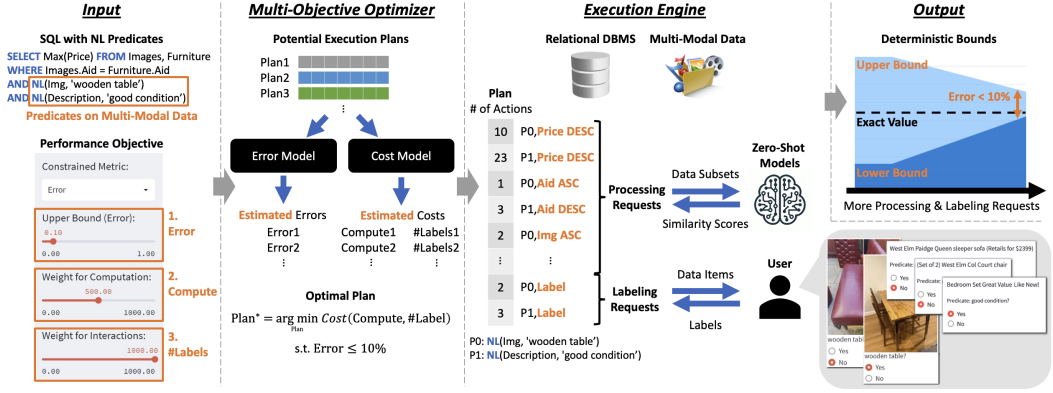 Input
SQL with NL Predicates
SELECT Max(Price) FROM Images, Furniture
WHERE Images.Aid = Furniture.Aid
AND NL(Img, 'wooden table')
AND NL(Description, 'good condition')
Predicates on Multi-Modal Data
Performance Objective
Constrained Metric:
Error
Upper Bound (Error):
0.10
0.00 1.00
1.
Error
Weight for Computation:
500.00
0.00 1000.00
2.
Compute
Weight for Interactions:
1000.00
0.00 1000.00
3.
#Labels
Multi-Objective Optimizer
Potential Execution Plans
Plan1
Plan2
Plan3
⋮
Error Model
Cost Model
Estimated Errors
Error1
Error2
⋮
Estimated Costs
Compute1 #Labels1
Compute2 #Labels2
⋮ ⋮
Optimal Plan
Plan* = arg min Cost(Compute, #Label)
Plan
s.t. Error ≤ 10%
Execution Engine
Relational DBMS
Multi-Modal Data
Plan
# of Actions
10 P0,Price DESC
23 P1,Price DESC
1 P0,Aid ASC
3 P1,Aid DESC
2 P0,Img ASC
⋮ ⋮
2 P0,Label
3 P1,Label
Processing
Requests
Labeling
Requests
Data Subsets
Similarity Scores
Zero-Shot
Models
Data Items
Labels
User
P0: NL(Img, 'wooden table')
P1: NL(Description, 'good condition')
Output
Deterministic Bounds
Upper Bound
Error < 10%
Exact Value
Lower Bound
More Processing & Labeling Requests
West Elm Paidge Queen sleeper sofa (Retails for $2399)
Predicate:
Yes
No
(Set of 2) West Elm Col Court chair
Predicate:
Yes
No
Bedroom Set Great Value Like New!
Predicate: good condition?
Yes
No
wooden tabl
Yes
No
wooden table?
Yes
No